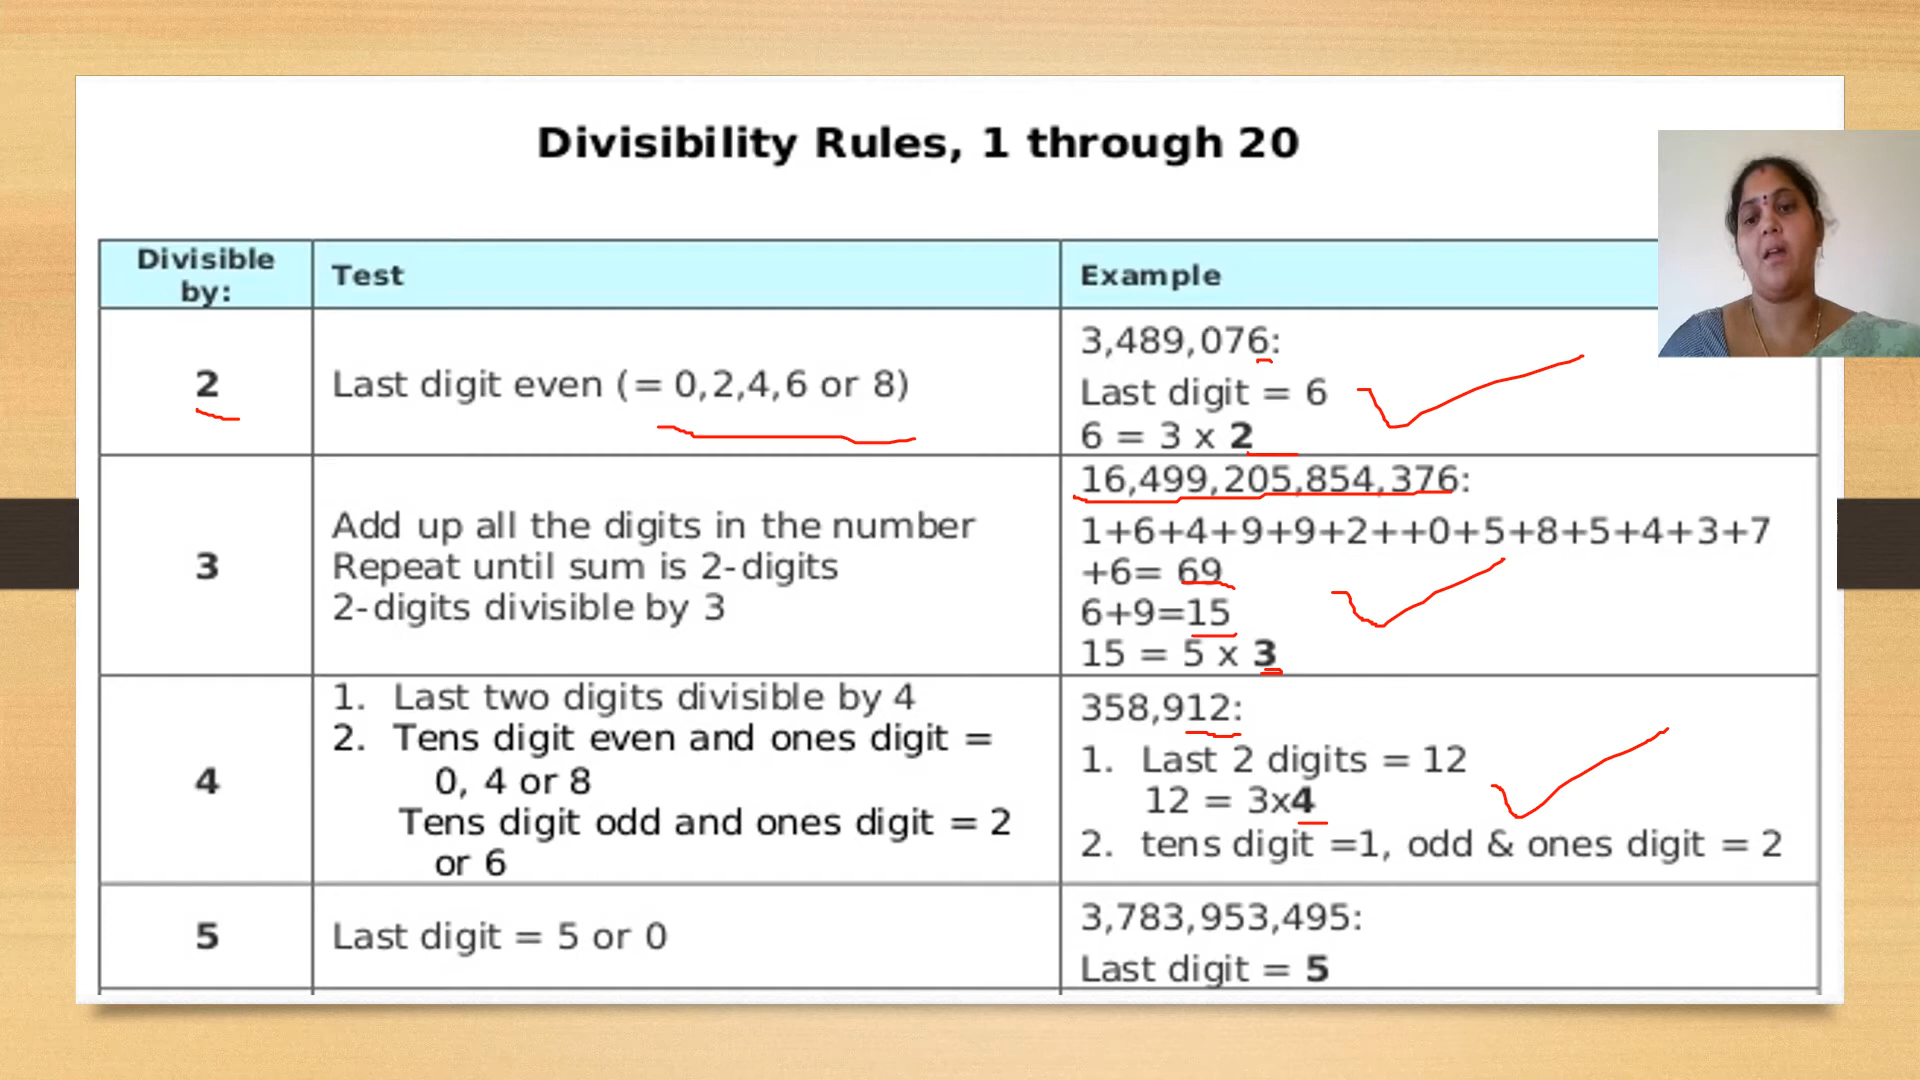 Divisibility Rules, 1 through 20
Divisible
by:
Test
Example
2
Last digit even (= 0,2,4,6 or 8)
3,489,076:
Last digit = 6
6 = 3 x 2
3
Add up all the digits in the number
Repeat until sum is 2-digits
2-digits divisible by 3
16,499,205,854,376:
1+6+4+9+9+2++0+5+8+5+4+3+7
+6= 69
6+9=15
15 = 5 x 3
4
1. Last two digits divisible by 4
2. Tens digit even and ones digit =
0, 4 or 8
Tens digit odd and ones digit = 2
or 6
358,912:
1. Last 2 digits = 12
12 = 3x4
2. tens digit =1, odd & ones digit = 2
5
Last digit = 5 or 0
3,783,953,495:
Last digit = 5